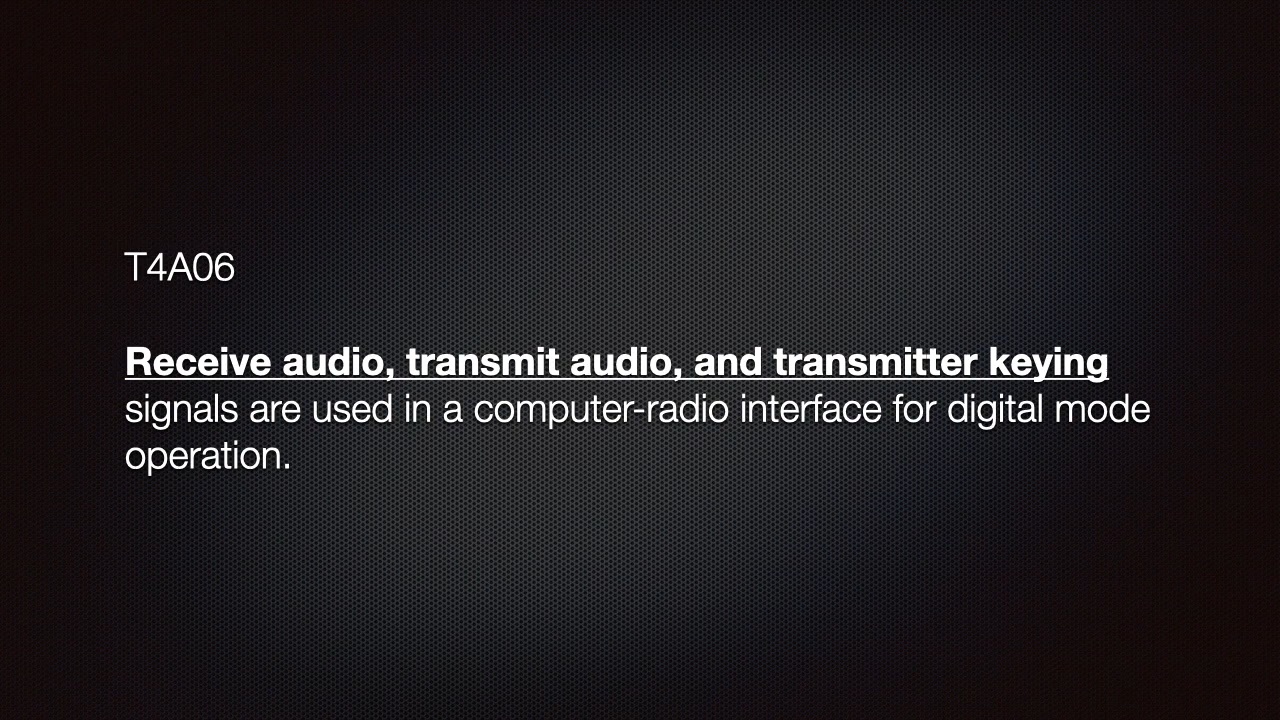 T4A06
Receive audio, transmit audio, and transmitter keying
signals are used in a computer-radio interface for digital mode
operation.